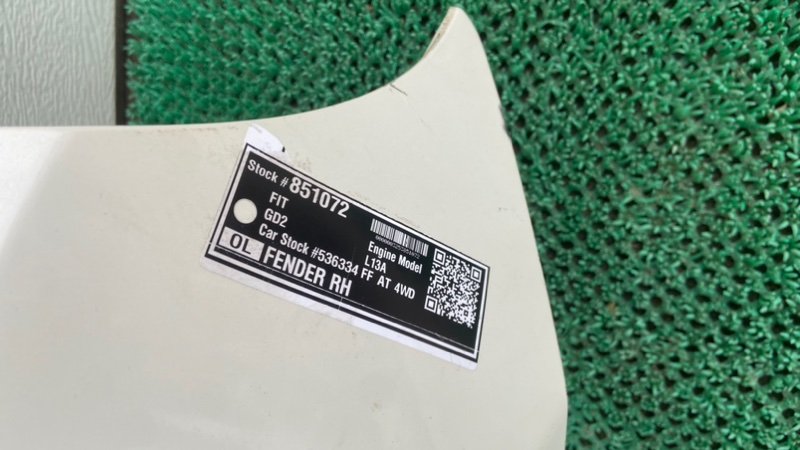 Stock # 851072
FIT
GD2
Engine Model
L13A
Car Stock #536334 FF AT 4WD
OL FENDER RH